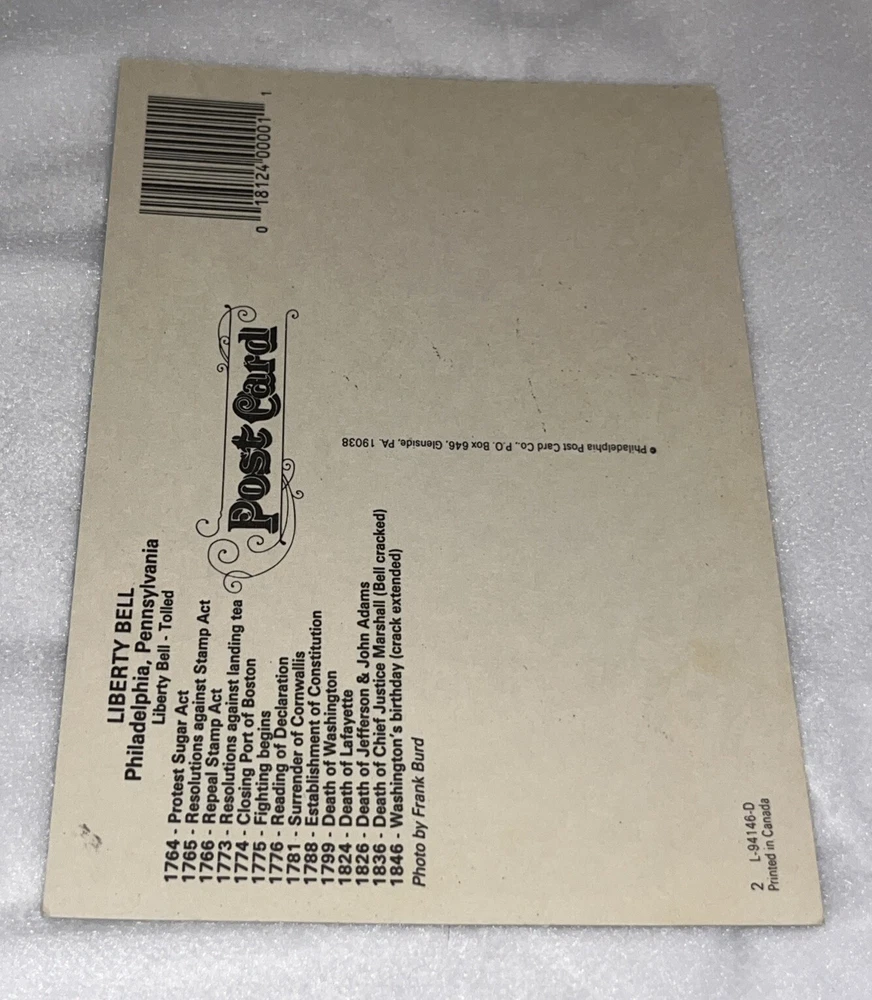 LIBERTY BELL
Philadelphia, Pennsylvania
Liberty Bell - Tolled
1764 - Protest Sugar Act
1765 - Resolutions against Stamp Act
1766 - Repeal Stamp Act
1773 - Resolutions against landing tea
1774 - Closing Port of Boston
1775 - Fighting begins
1776 - Reading of Declaration
1781 - Surrender of Cornwallis
1788 - Establishment of Constitution
1799 - Death of Washington
1824 - Death of Lafayette
1826 - Death of Jefferson & John Adams
1836 - Death of Chief Justice Marshall (Bell cracked)
1846 - Washington's birthday (crack extended)
Photo by Frank Burd
2 L-94146-D
Printed in Canada
Post Card
● Philadelphia Post Card Co., P.O. Box 646, Glenside, PA. 19038
0 18124 00001 1